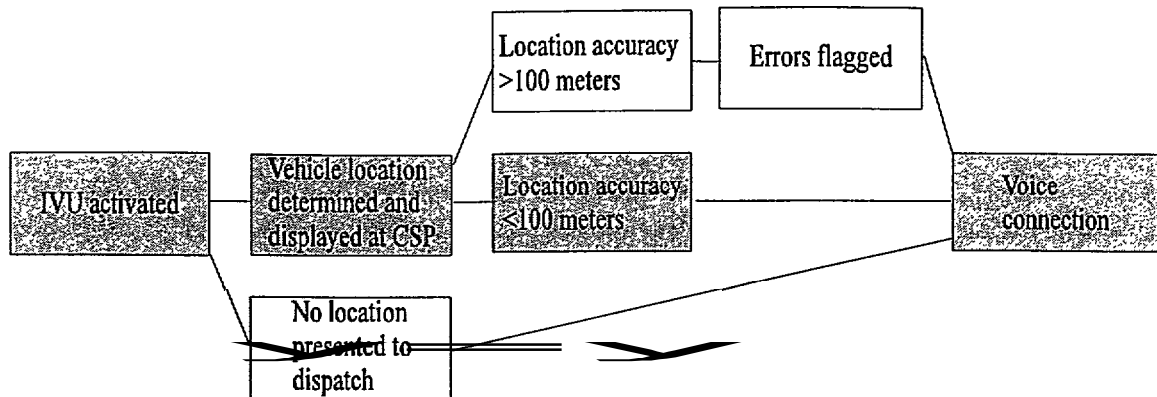 Location accuracy
>100 meters
Errors flagged
IVU activated
Vehicle location
determined and
displayed at CSP
Location accuracy
<100 meters
Voice
connection
No location
presented to
dispatch